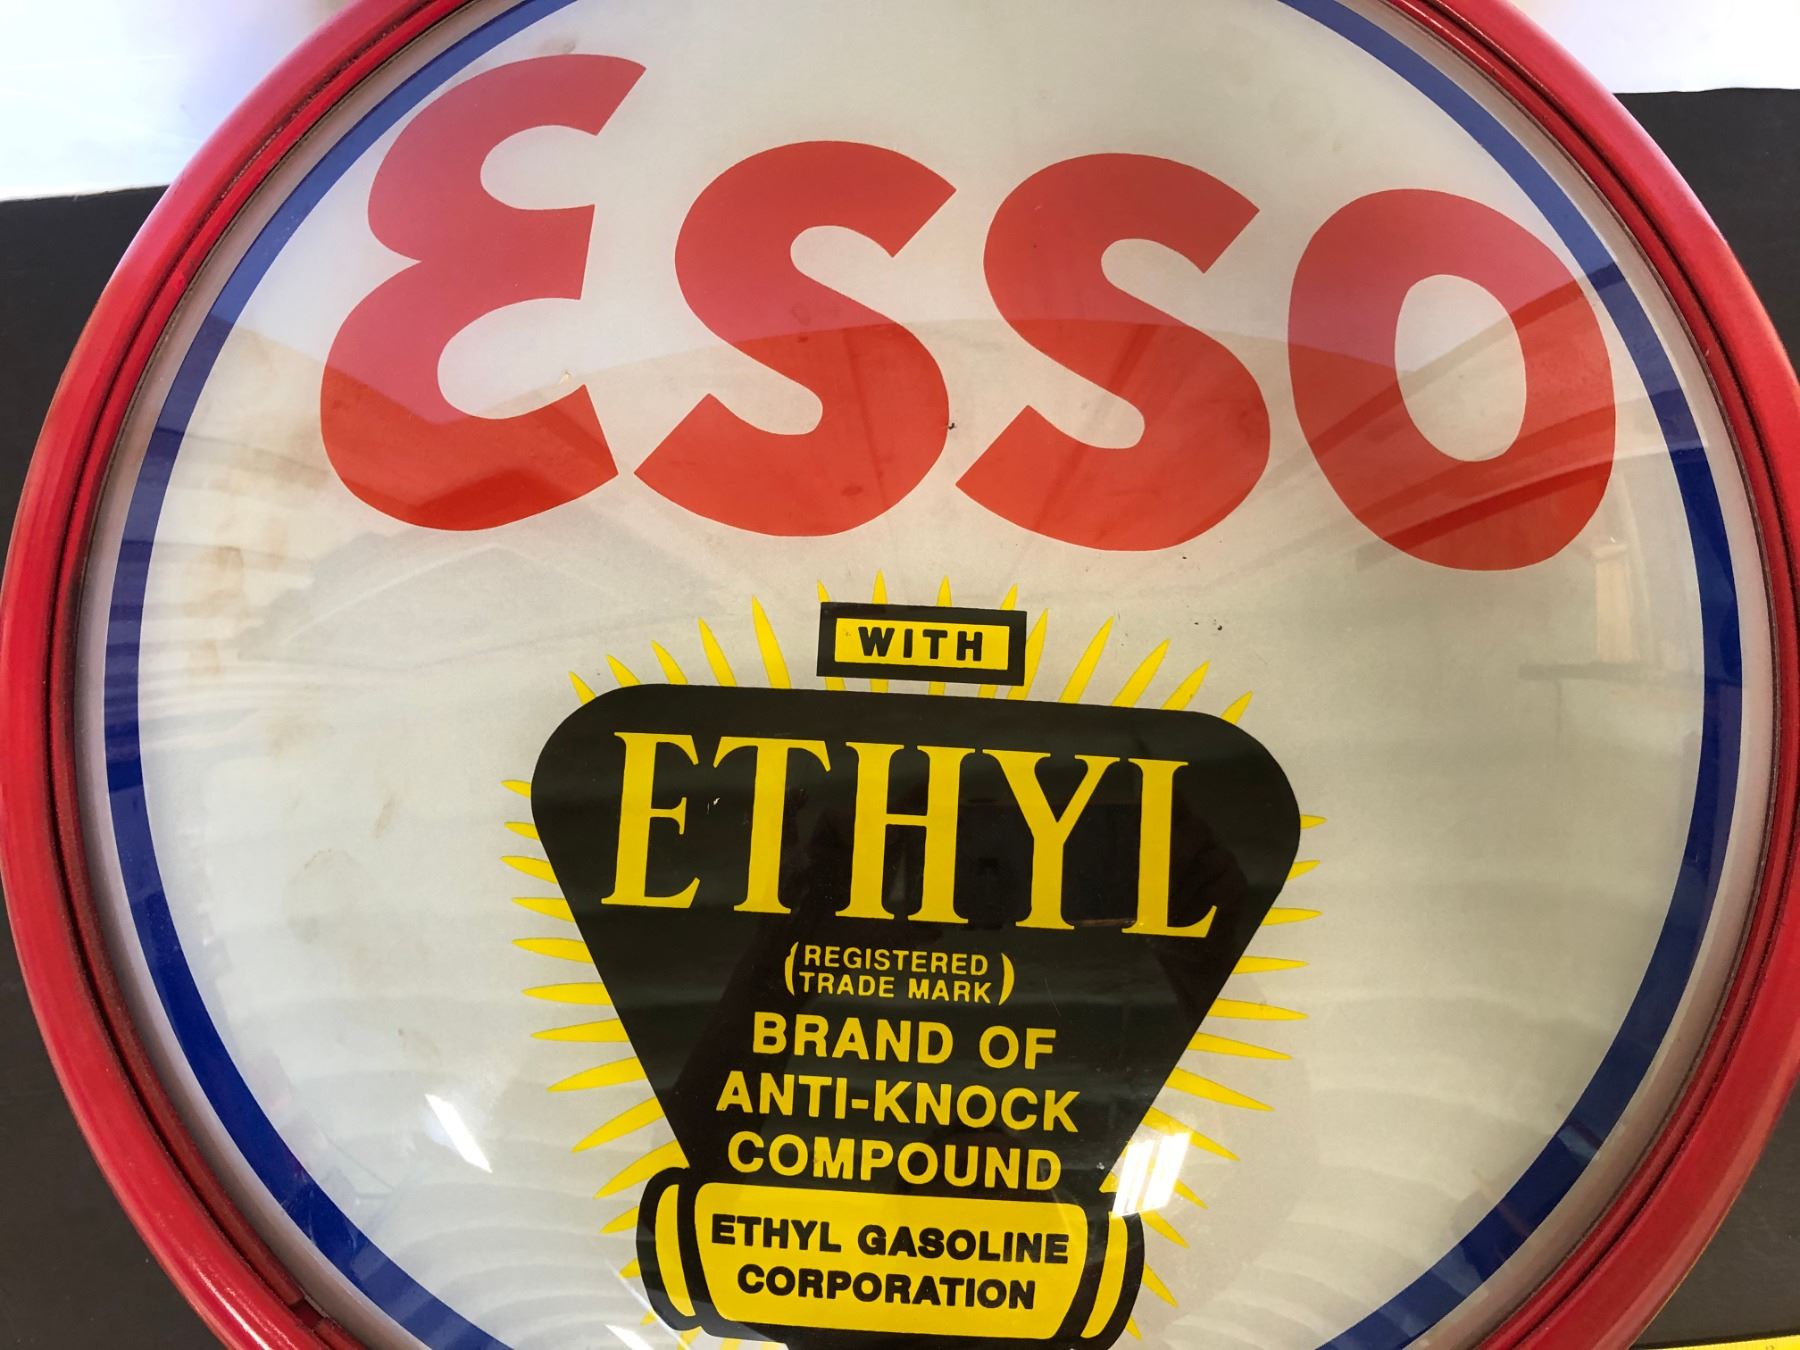 ESSO
WITH
ETHYL
(REGISTERED
TRADE MARK)
BRAND OF
ANTI-KNOCK
COMPOUND
ETHYL GASOLINE
CORPORATION